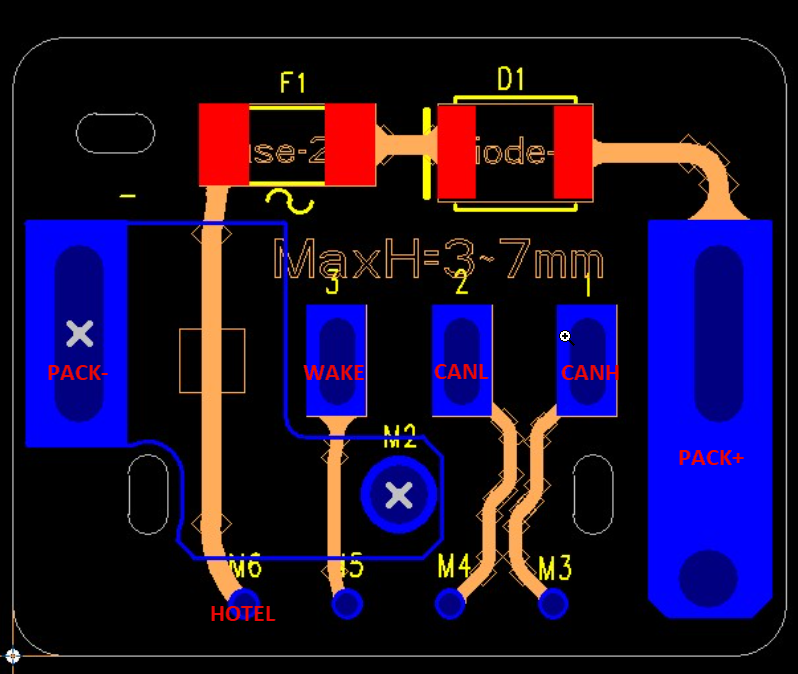 F1
D1
use-2
iode-
MaxH=3~7mm
3
2
1
PACK-
WAKE
CANL
CANH
M2
PACK+
M6
M4
M3
HOTEL